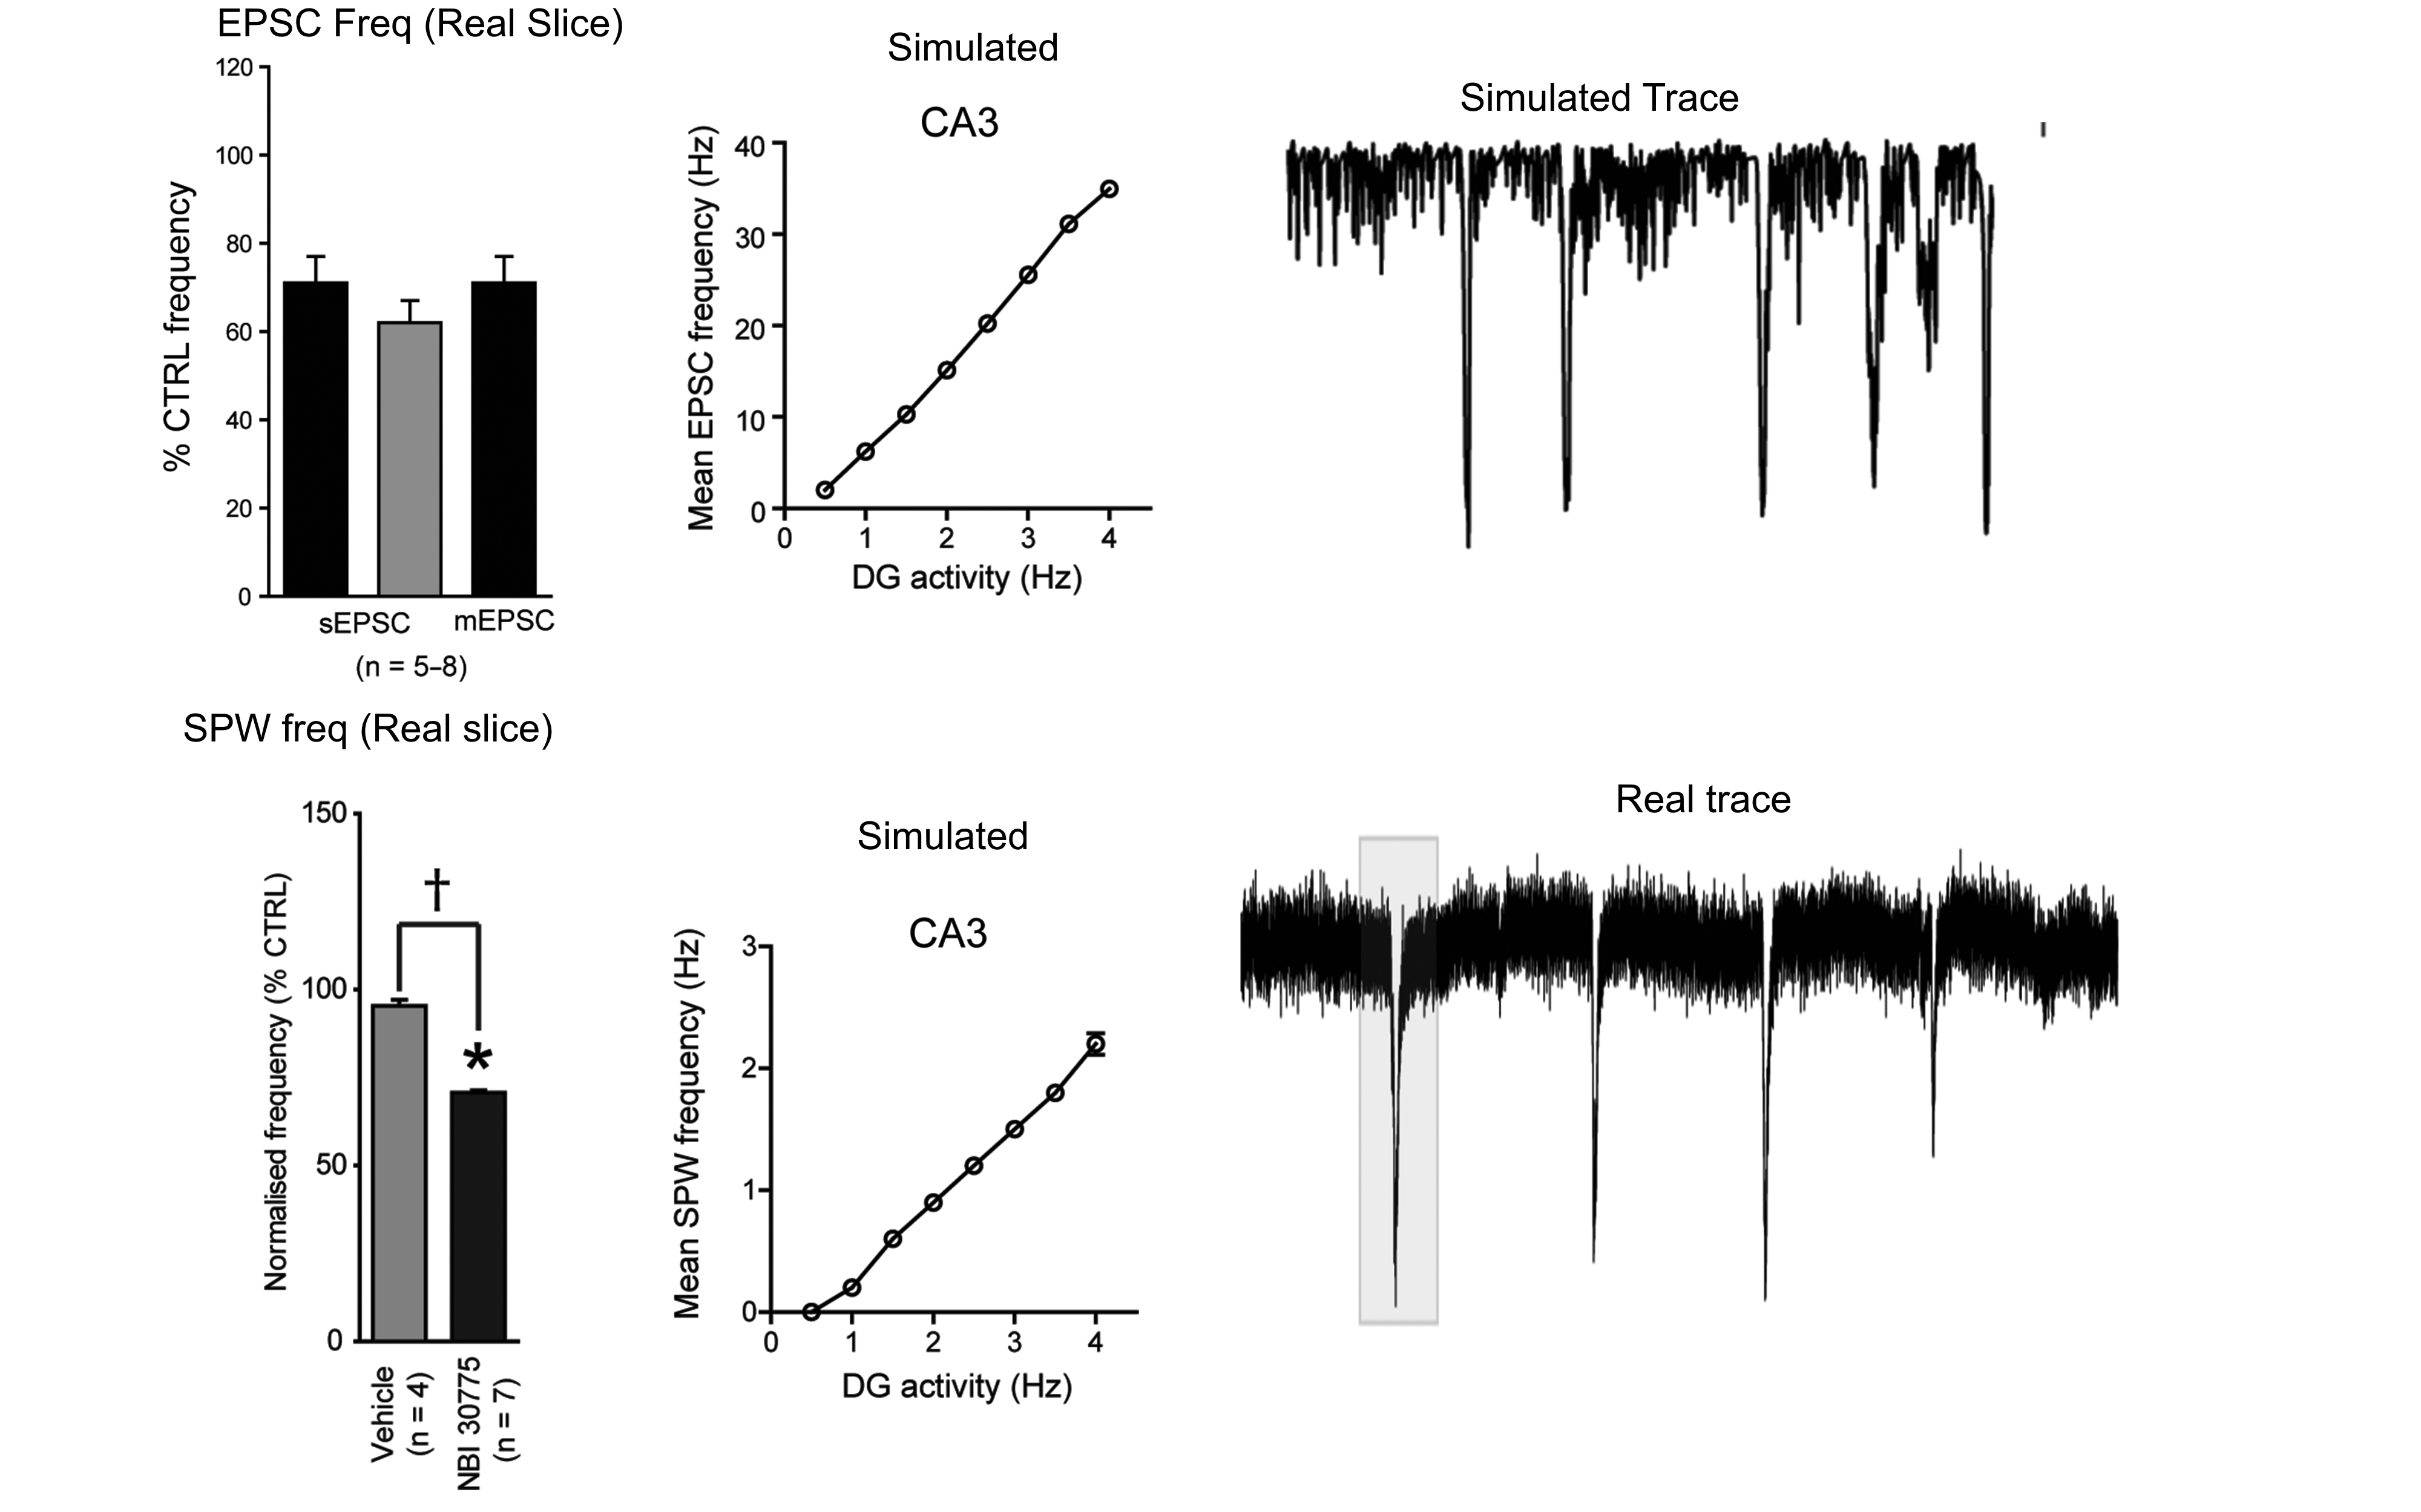 EPSC Freq (Real Slice)
120
100
80
60
40
20
0
% CTRL frequency
sEPSC
mEPSC
(n = 5–8)
Simulated
CA3
40
30
20
10
0
Mean EPSC frequency (Hz)
0 1 2 3 4
DG activity (Hz)
Simulated Trace
SPW freq (Real slice)
150
100
50
0
Normalised frequency (% CTRL)
†
*
Vehicle
(n = 4)
NBI 30775
(n = 7)
Simulated
CA3
3
2
1
0
Mean SPW frequency (Hz)
0 1 2 3 4
DG activity (Hz)
Real trace